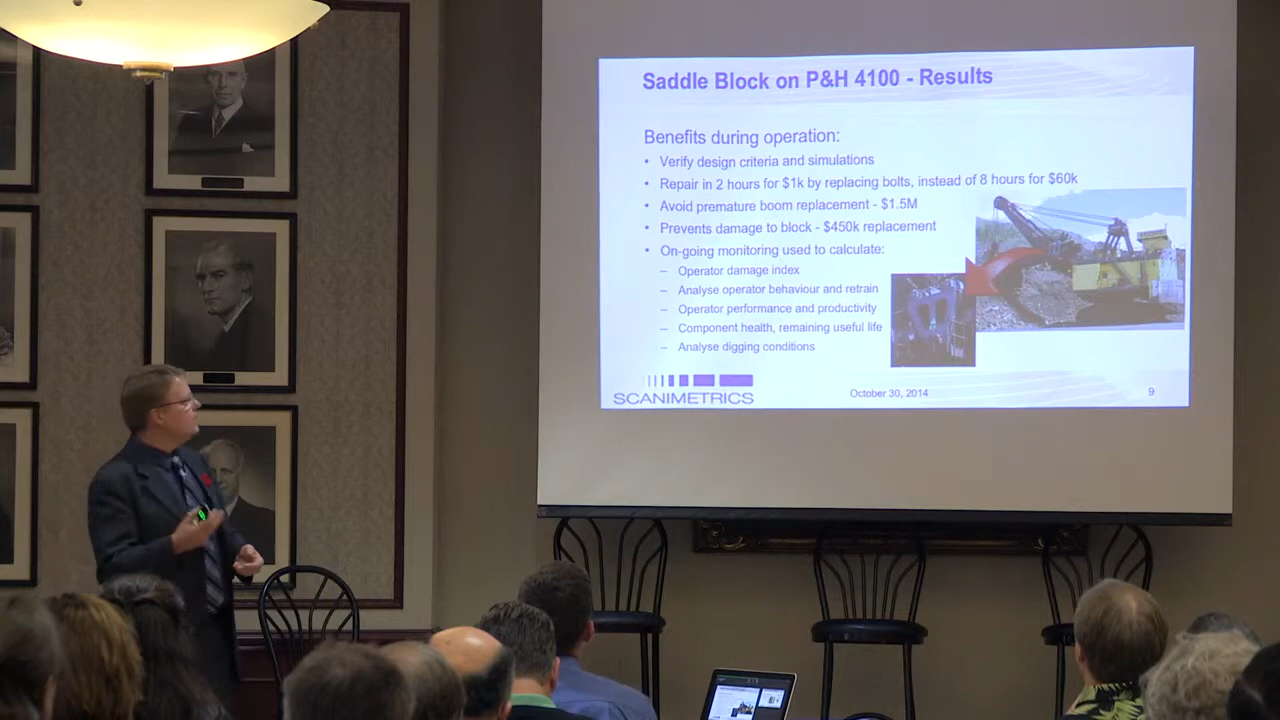 Saddle Block on P&H 4100 - Results
Benefits during operation:
• Verify design criteria and simulations
• Repair in 2 hours for $1k by replacing bolts, instead of 8 hours for $60k
• Avoid premature boom replacement - $1.5M
• Prevents damage to block - $450k replacement
• On-going monitoring used to calculate:
– Operator damage index
– Analyse operator behaviour and retrain
– Operator performance and productivity
– Component health, remaining useful life
– Analyse digging conditions
SCANIMETRICS
October 30, 2014
9